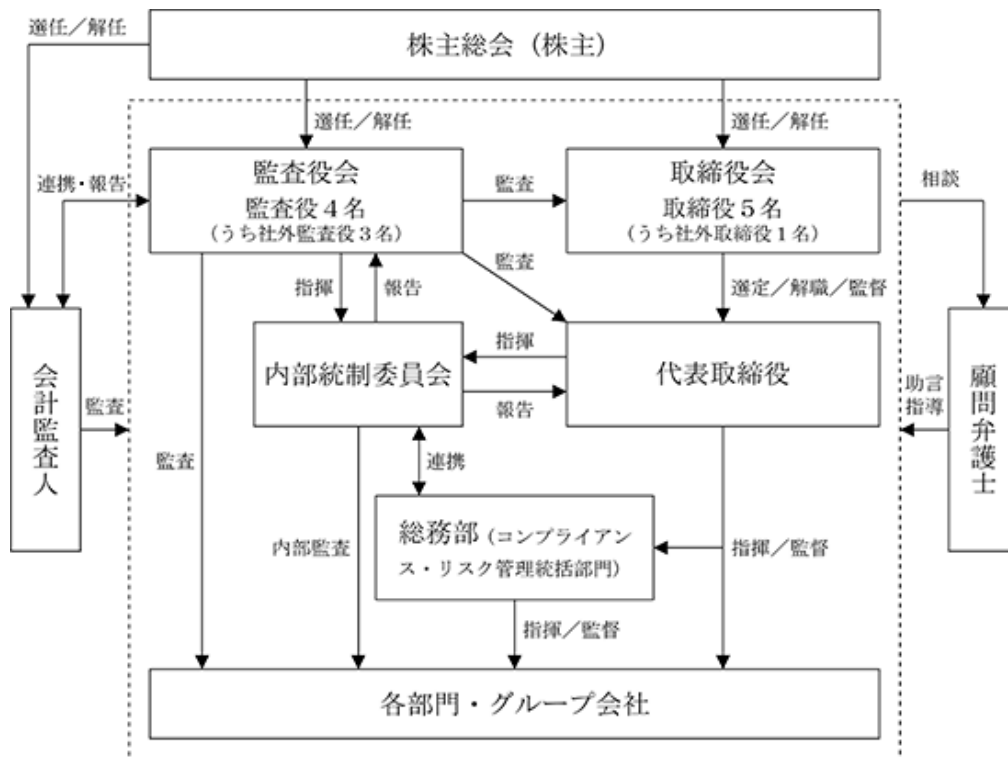 選任／解任
株主総会（株主）
選任／解任
選任／解任
連携・報告
監査役会
監査役４名
（うち社外監査役３名）
監査
取締役会
取締役５名
（うち社外取締役１名）
相談
監査
指揮
報告
選定／解職／監督
会計監査人
監査
内部統制委員会
指揮
報告
代表取締役
助言
指導
顧問弁護士
監査
連携
内部監査
総務部（コンプライアン
ス・リスク管理統括部門）
指揮／監督
指揮／監督
各部門・グループ会社